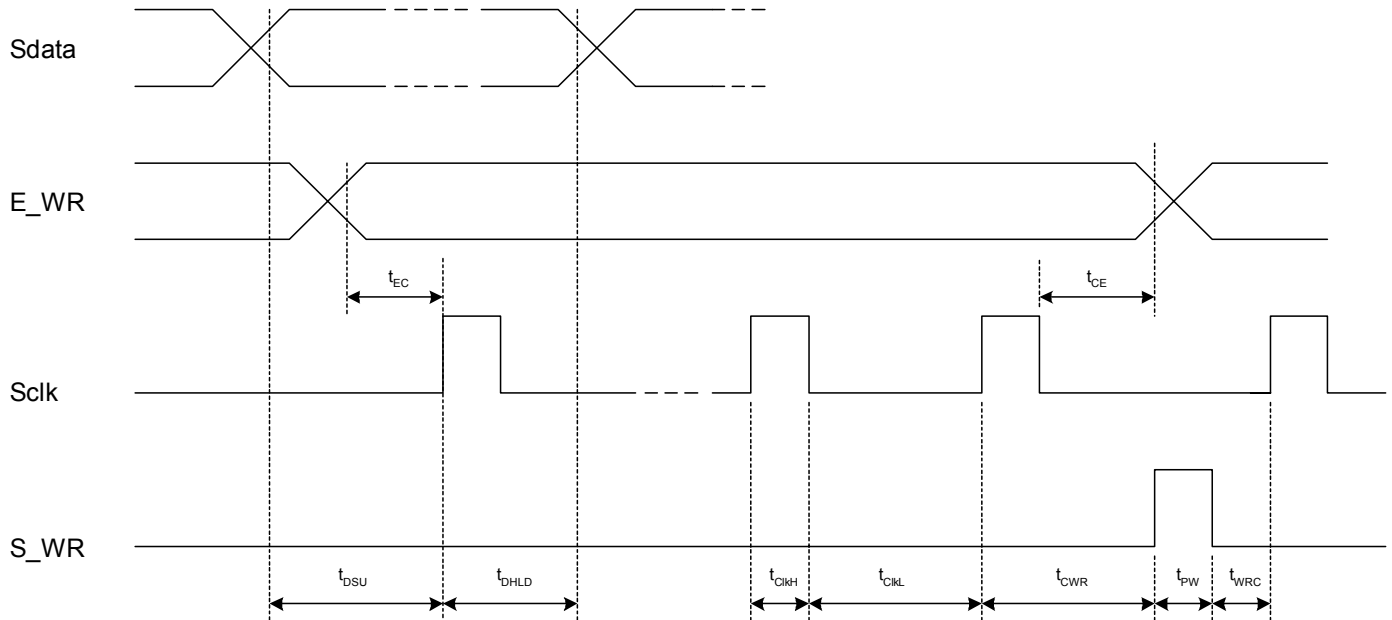 Sdata
E_WR
tEC
tCE
Sclk
S_WR
tDSU
tDHLD
tClkH
tClkL
tCWR
tPW
tWRC